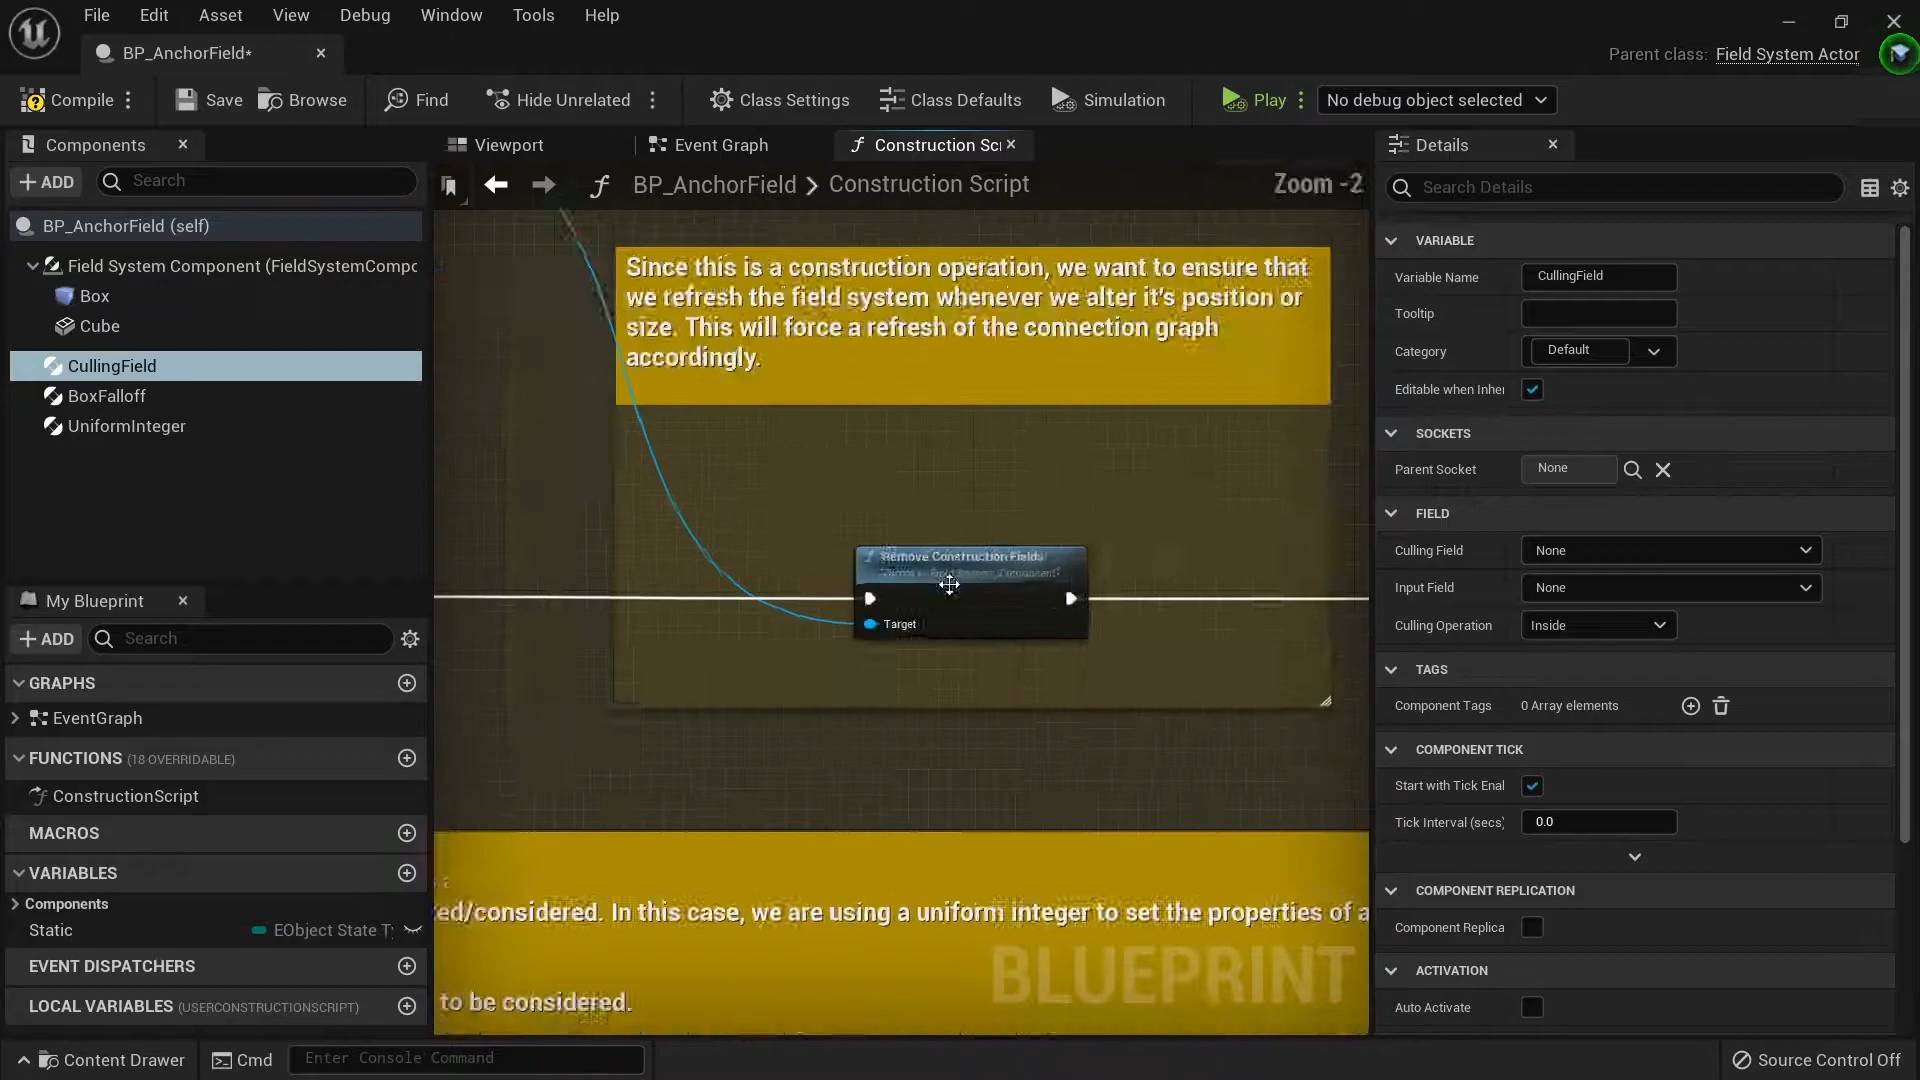 File Edit Asset View Debug Window Tools Help
BP_AnchorField*
Parent class: Field System Actor
Compile Save Browse Find Hide Unrelated Class Settings Class Defaults Simulation Play No debug object selected
Components
ADD Search
BP_AnchorField (self)
Field System Component (FieldSystemCompo
Box
Cube
CullingField
BoxFalloff
UniformInteger
My Blueprint
ADD Search
GRAPHS
EventGraph
FUNCTIONS (18 OVERRIDABLE)
ConstructionScript
MACROS
VARIABLES
Components
Static EObject State Ty
EVENT DISPATCHERS
LOCAL VARIABLES (USERCONSTRUCTIONSCRIPT)
Viewport Event Graph Construction Scr
BP_AnchorField > Construction Script Zoom -2
Since this is a construction operation, we want to ensure that
we refresh the field system whenever we alter it's position or
size. This will force a refresh of the connection graph
accordingly.
Remove Construction Fields
Target
ed/considered. In this case, we are using a uniform integer to set the properties of a
to be considered.
BLUEPRINT
Details
Search Details
VARIABLE
Variable Name CullingField
Tooltip
Category Default
Editable when Inher
SOCKETS
Parent Socket None
FIELD
Culling Field None
Input Field None
Culling Operation Inside
TAGS
Component Tags 0 Array elements
COMPONENT TICK
Start with Tick Enal
Tick Interval (secs) 0.0
COMPONENT REPLICATION
Component Replica
ACTIVATION
Auto Activate
Content Drawer Cmd Enter Console Command Source Control Off